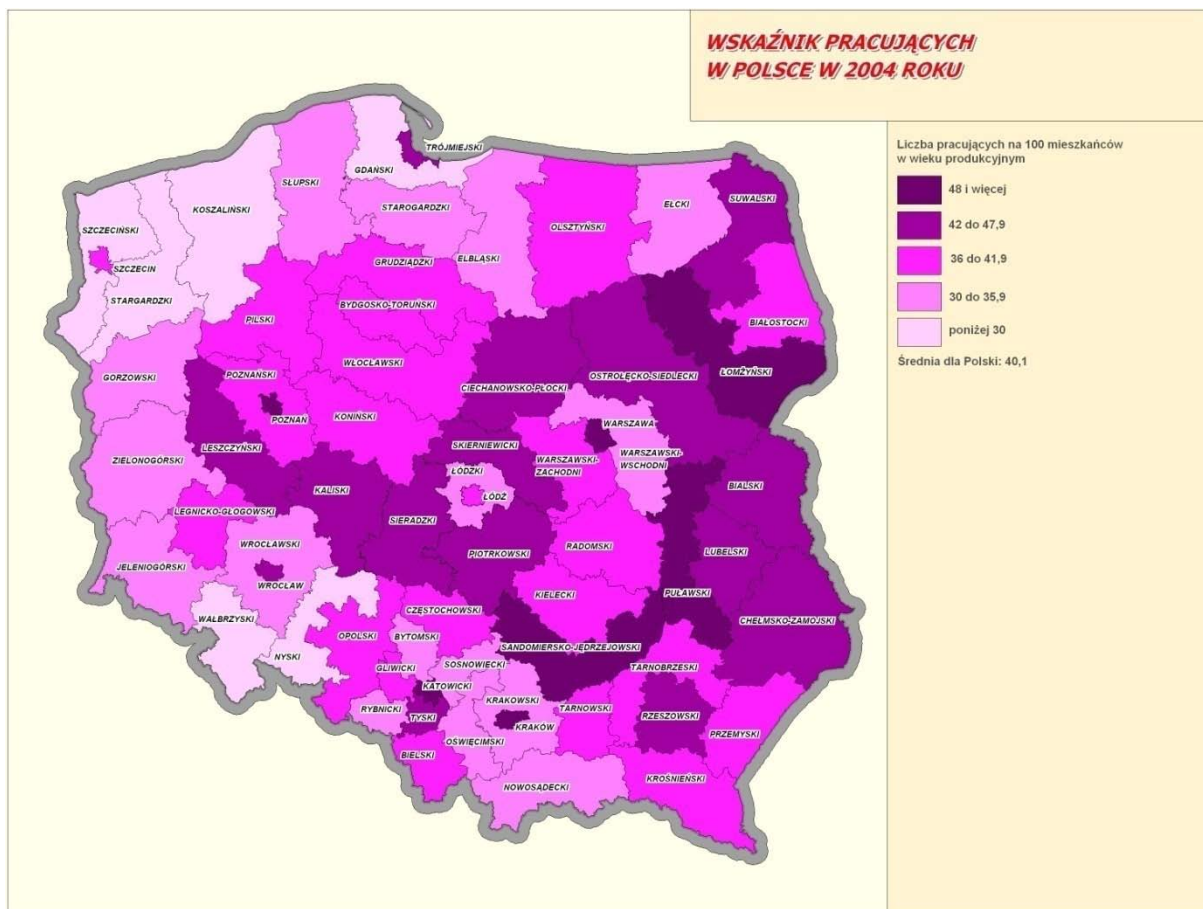 WSKAŹNIK PRACUJĄCYCH
W POLSCE W 2004 ROKU
Liczba pracujących na 100 mieszkańców
w wieku produkcyjnym
48 i więcej
42 do 47,9
36 do 41,9
30 do 35,9
poniżej 30
Średnia dla Polski: 40,1
TRÓJMIEJSKI
GDAŃSKI
SŁUPSKI
STAROGARDZKI
KOSZALIŃSKI
SZCZECIŃSKI
SZCZECIN
STARGARDZKI
ELBLĄSKI
OLSZTYŃSKI
EŁCKI
SUWALSKI
GRUDZIĄDZKI
BYDGOSKO-TORUŃSKI
PILSKI
BIAŁOSTOCKI
WŁOCŁAWSKI
GORZOWSKI
POZNAŃSKI
POZNAŃ
KONIŃSKI
CIECHANOWSKO-PŁOCKI
OSTROŁĘCKO-SIEDLECKI
ŁOMŻYŃSKI
WARSZAWA
WARSZAWSKI-
WSCHODNI
WARSZAWSKI-
ZACHODNI
SKIERNIEWICKI
LESZCZYŃSKI
ZIELONOGÓRSKI
ŁÓDZKI
ŁÓDŹ
KALISKI
SIERADZKI
BIALSKI
LEGNICKO-GŁOGOWSKI
WROCŁAWSKI
WROCŁAW
JELENIOGÓRSKI
PIOTRKOWSKI
RADOMSKI
LUBELSKI
PUŁAWSKI
CHEŁMSKO-ZAMOJSKI
KIELECKI
WAŁBRZYSKI
NYSKI
OPOLSKI
CZĘSTOCHOWSKI
BYTOMSKI
SANDOMIERSKO-JĘDRZEJOWSKI
TARNOBRZESKI
GLIWICKI
SOSNOWIECKI
KATOWICKI
KRAKOWSKI
KRAKÓW
RYBNICKI
TYSKI
TARNOWSKI
RZESZOWSKI
PRZEMYSKI
OŚWIĘCIMSKI
BIELSKI
NOWOSĄDECKI
KROŚNIEŃSKI